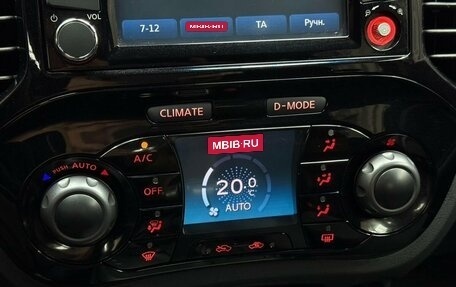 VOL
7-12
TA
Ручн.
CLIMATE
D-MODE
MBIB RU
A/C
PUSH AUTO
OFF
20.0
AUTO